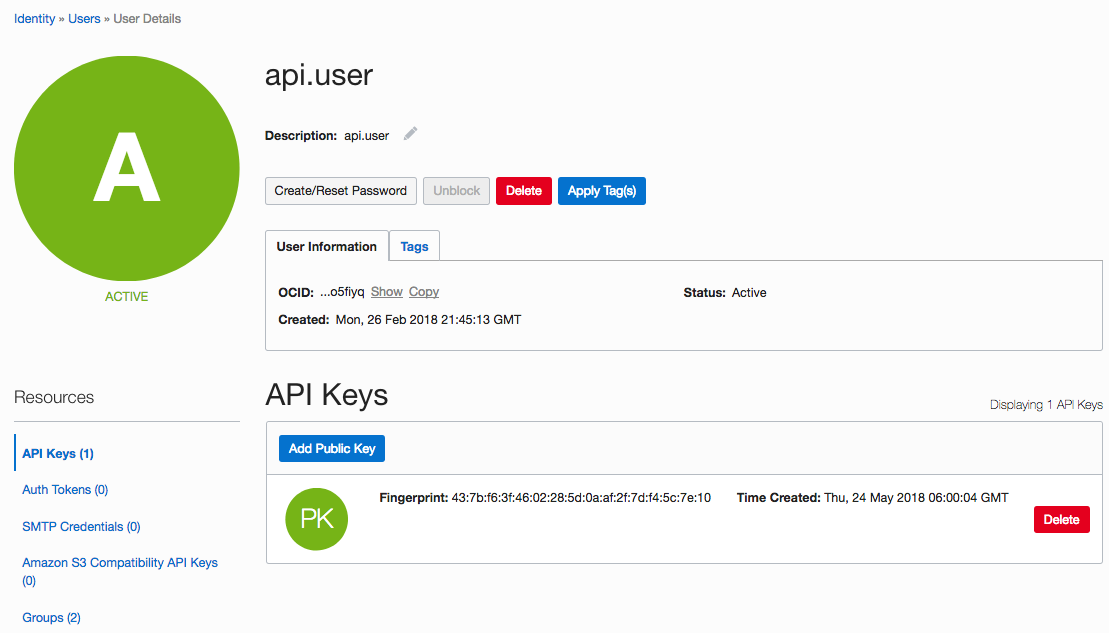 Identity » Users » User Details
A
ACTIVE
api.user
Description: api.user
Create/Reset Password Unblock Delete Apply Tag(s)
User Information Tags
OCID: ...o5fiyq Show Copy Status: Active
Created: Mon, 26 Feb 2018 21:45:13 GMT
Resources
API Keys (1)
Auth Tokens (0)
SMTP Credentials (0)
Amazon S3 Compatibility API Keys
(0)
Groups (2)
API Keys
Displaying 1 API Keys
Add Public Key
PK
Fingerprint: 43:7b:f6:3f:46:02:28:5d:0a:af:2f:7d:f4:5c:7e:10 Time Created: Thu, 24 May 2018 06:00:04 GMT
Delete